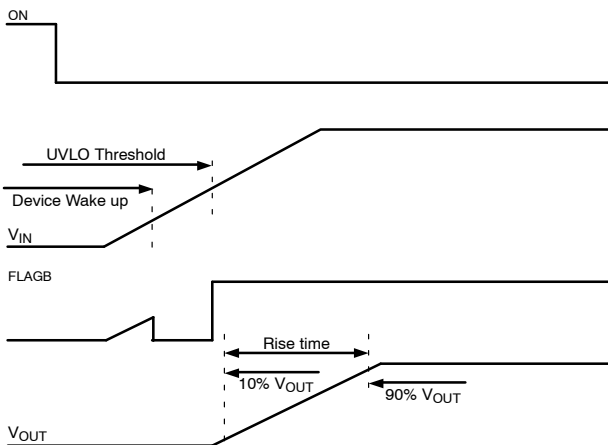 ON
UVLO Threshold
Device Wake up
VIN
FLAGB
Rise time
10% VOUT
90% VOUT
VOUT